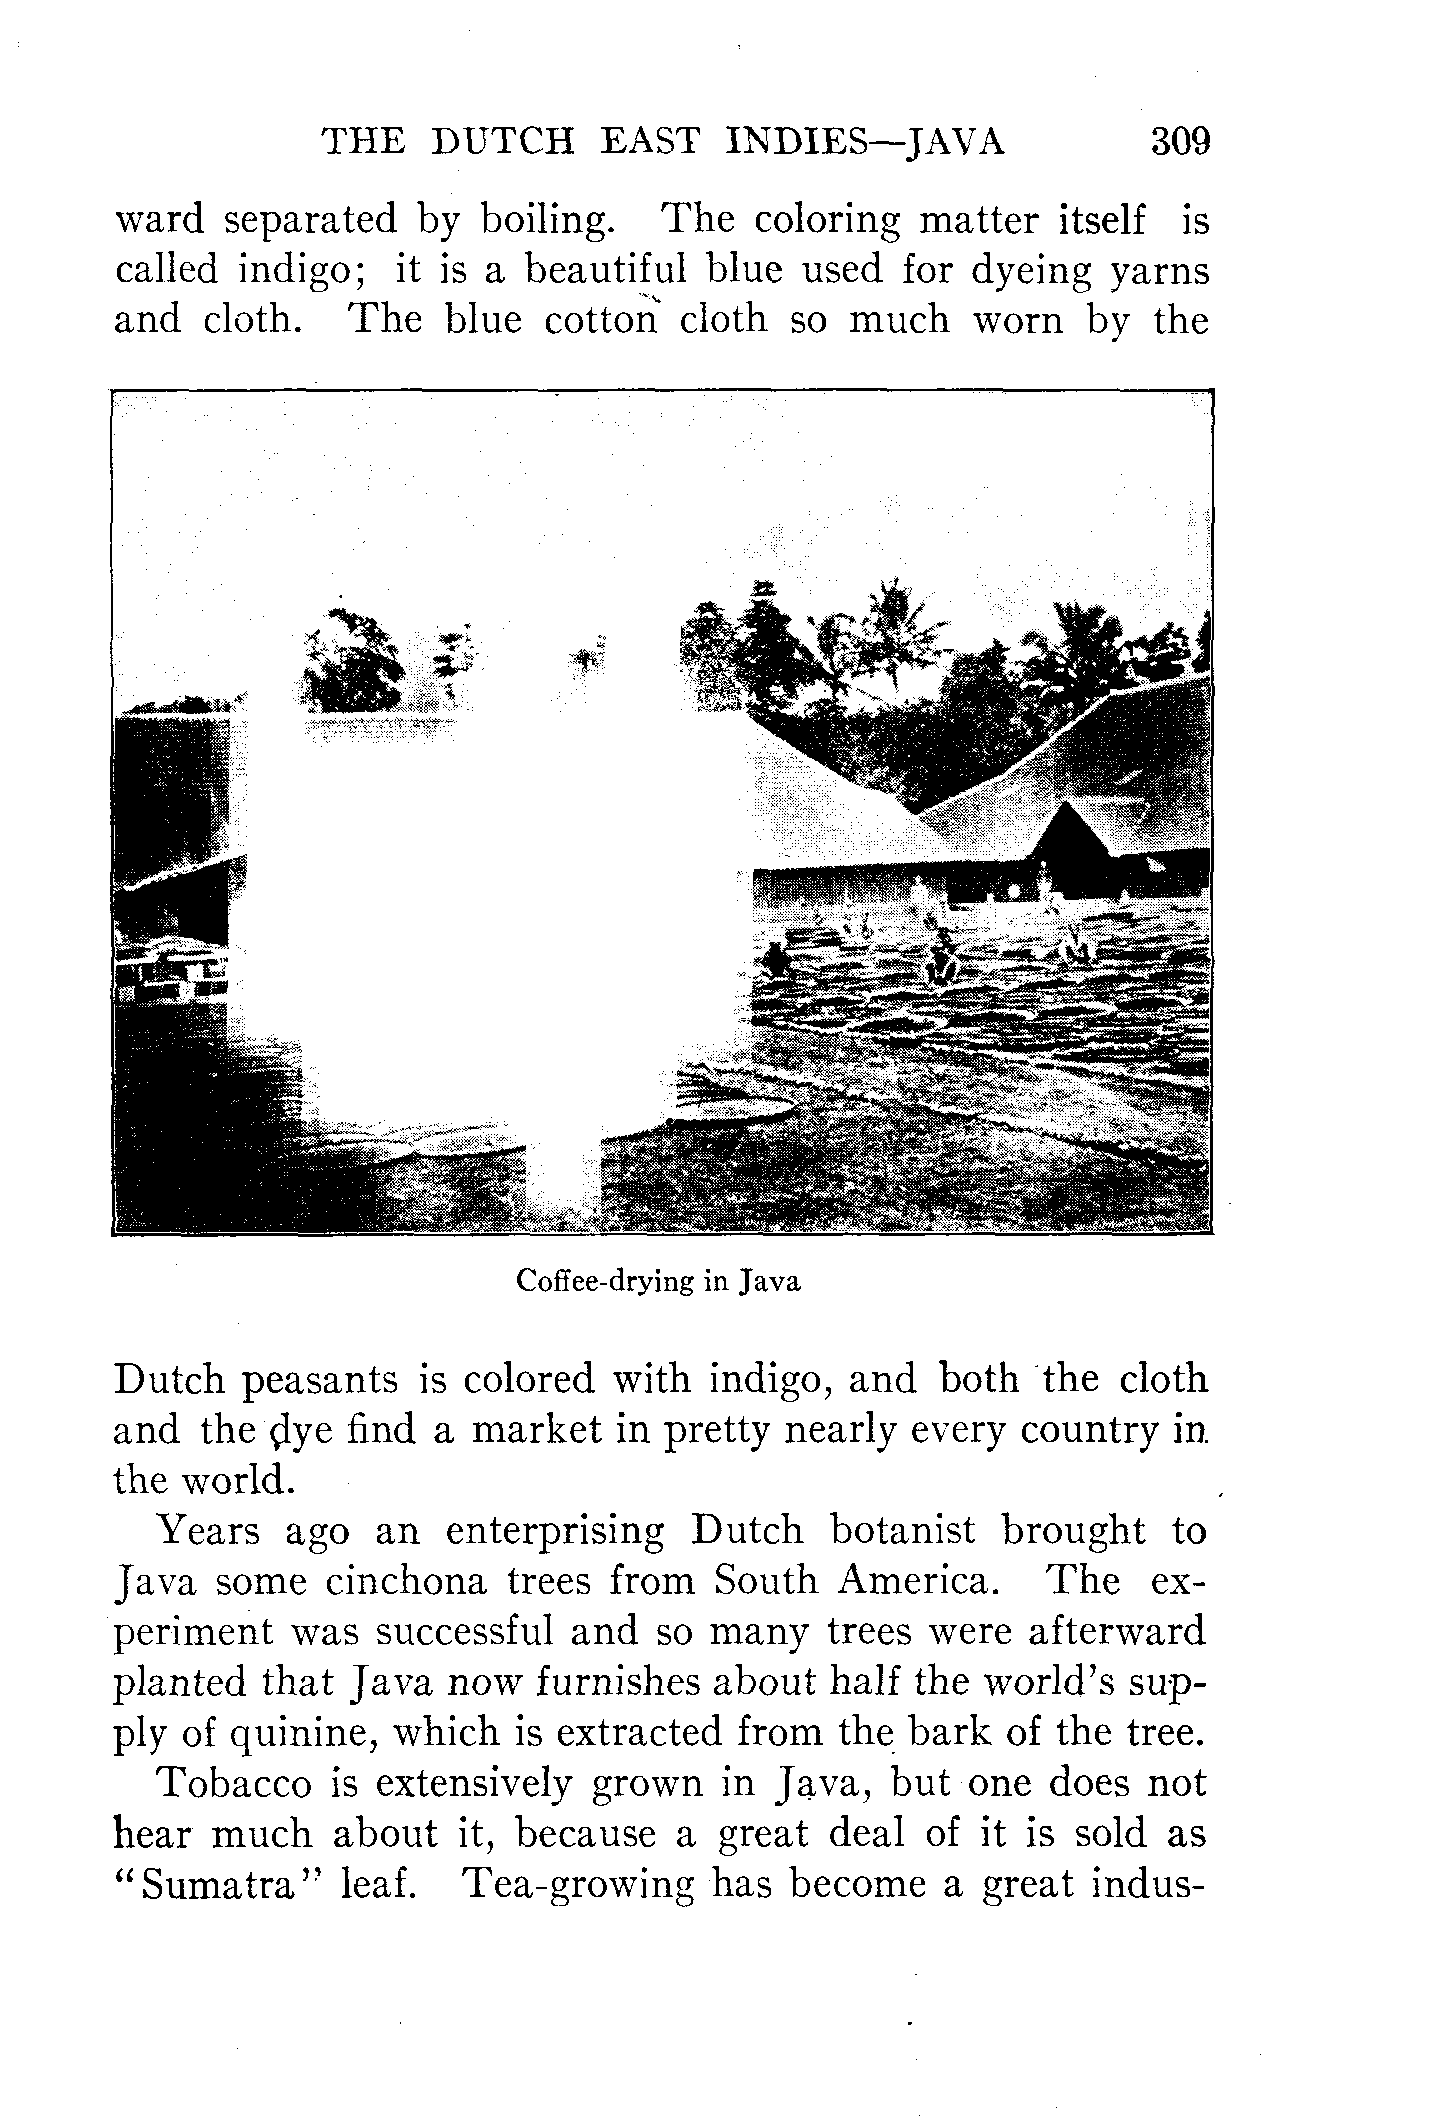 THE DUTCH EAST INDIES—JAVA 309
ward separated by boiling. The coloring matter itself is
called indigo; it is a beautiful blue used for dyeing yarns
and cloth. The blue cotton cloth so much worn by the
Coffee-drying in Java
Dutch peasants is colored with indigo, and both the cloth
and the dye find a market in pretty nearly every country in
the world.
Years ago an enterprising Dutch botanist brought to
Java some cinchona trees from South America. The ex-
periment was successful and so many trees were afterward
planted that Java now furnishes about half the world's sup-
ply of quinine, which is extracted from the bark of the tree.
Tobacco is extensively grown in Java, but one does not
hear much about it, because a great deal of it is sold as
"Sumatra" leaf. Tea-growing has become a great indus-